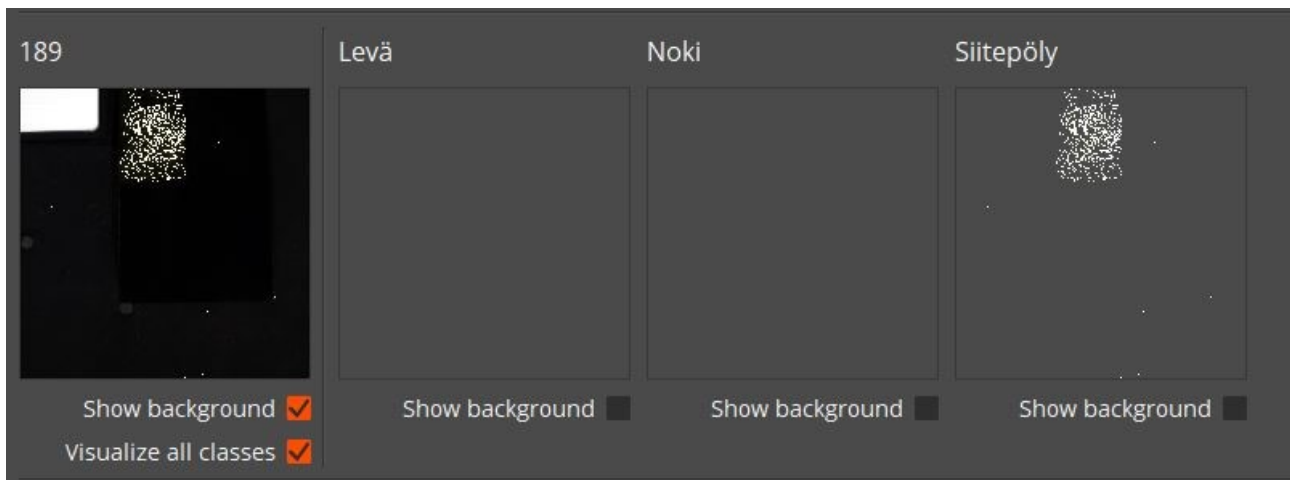 189
Levä
Noki
Siitepöly
Show background
Show background
Show background
Show background
Visualize all classes